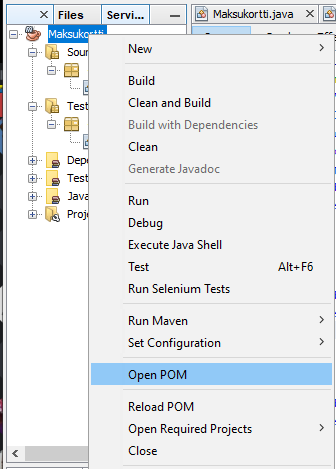 Files
Servi...
Maksukortti.java
Maksukortti
Sour
Test
Depe
Test
Java
Proje
New
Build
Clean and Build
Build with Dependencies
Clean
Generate Javadoc
Run
Debug
Execute Java Shell
Test Alt+F6
Run Selenium Tests
Run Maven
Set Configuration
Open POM
Reload POM
Open Required Projects
Close